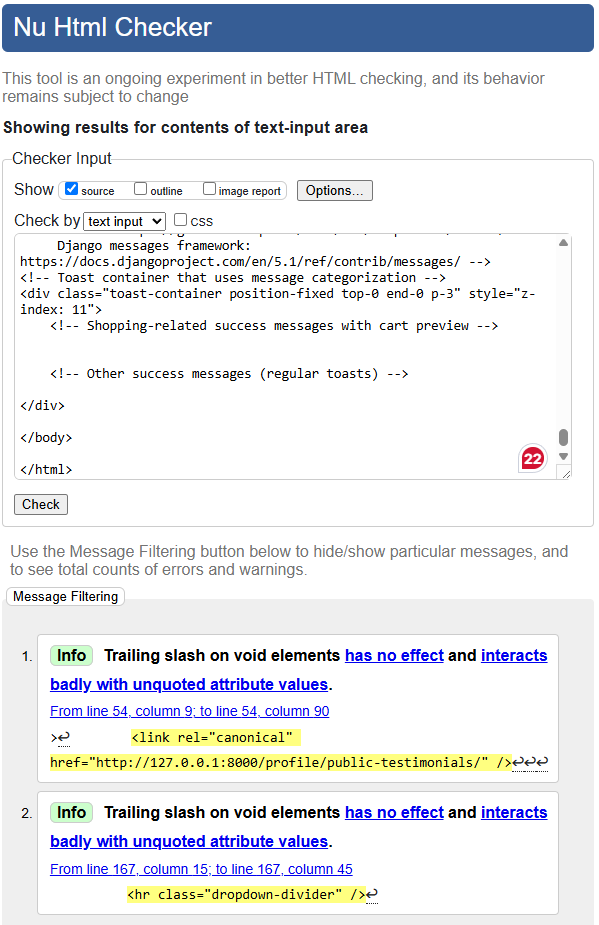 Nu Html Checker
This tool is an ongoing experiment in better HTML checking, and its behavior
remains subject to change
Showing results for contents of text-input area
Checker Input
Show source outline image report Options...
Check by text input css
Django messages framework:
https://docs.djangoproject.com/en/5.1/ref/contrib/messages/ -->
<!-- Toast container that uses message categorization -->
<div class="toast-container position-fixed top-0 end-0 p-3" style="z-
index: 11">
<!-- Shopping-related success messages with cart preview -->
<!-- Other success messages (regular toasts) -->
</div>
</body>
22
</html>
Check
Use the Message Filtering button below to hide/show particular messages, and
to see total counts of errors and warnings.
Message Filtering
1. Info Trailing slash on void elements has no effect and interacts
badly with unquoted attribute values.
From line 54, column 9; to line 54, column 90
>↩ <link rel="canonical"
href="http://127.0.0.1:8000/profile/public-testimonials/" />↩↩↩
2. Info Trailing slash on void elements has no effect and interacts
badly with unquoted attribute values.
From line 167, column 15; to line 167, column 45
<hr class="dropdown-divider" />↩